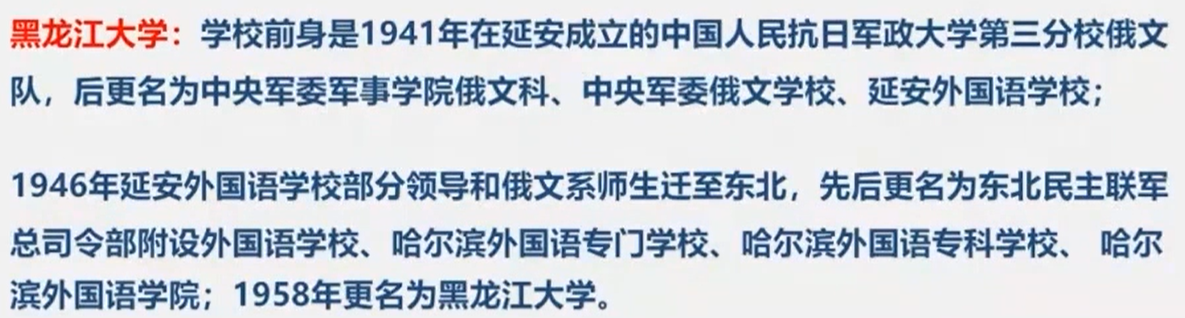 黑龙江大学：学校前身是1941年在延安成立的中国人民抗日军政大学第三分校俄文
队，后更名为中央军委军事学院俄文科、中央军委俄文学校、延安外国语学校；
1946年延安外国语学校部分领导和俄文系师生迁至东北，先后更名为东北民主联军
总司令部附设外国语学校、哈尔滨外国语专门学校、哈尔滨外国语专科学校、 哈尔
滨外国语学院；1958年更名为黑龙江大学。